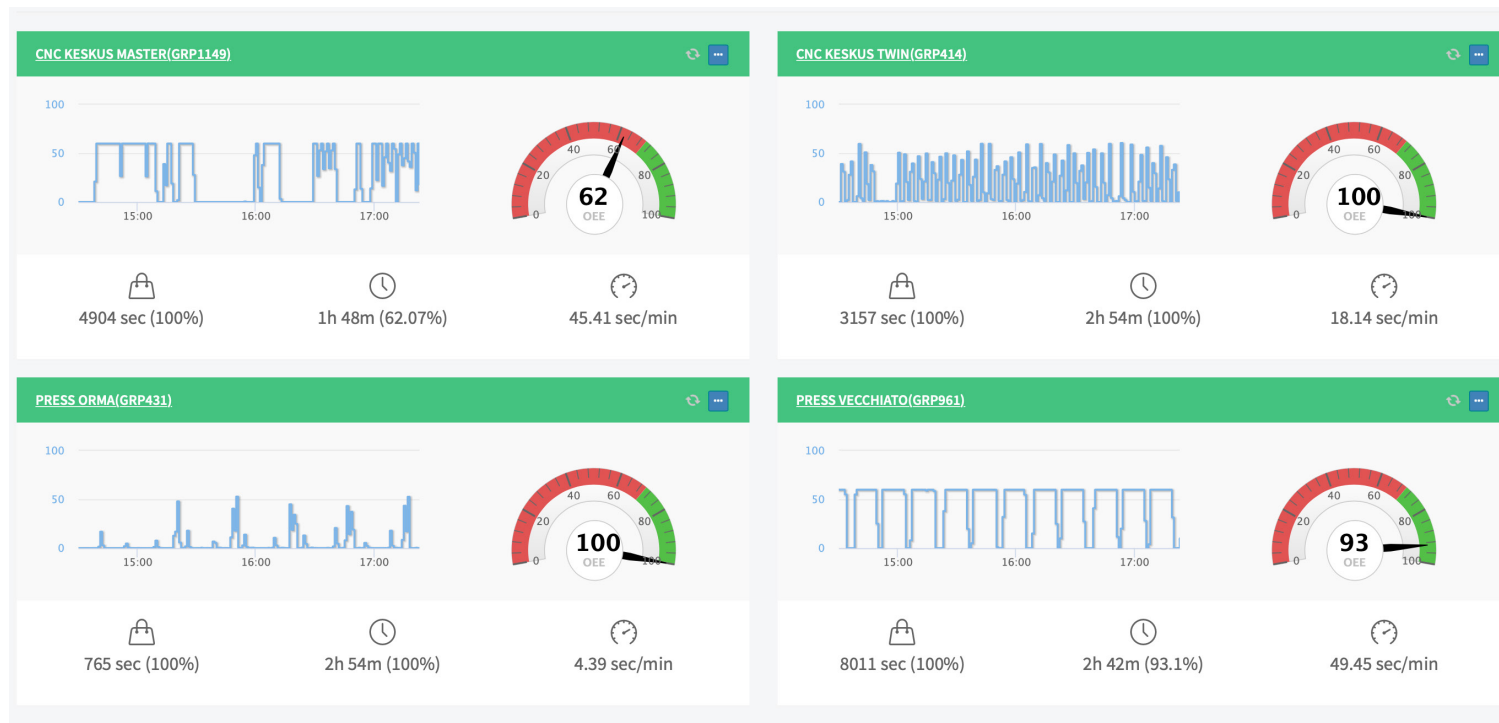 CNC KESKUS MASTER(GRP1149)
100
50
0
15:00 16:00 17:00
0 20 40 60 80 100
62
OEE
4904 sec (100%)
1h 48m (62.07%)
45.41 sec/min
CNC KESKUS TWIN(GRP414)
100
50
0
15:00 16:00 17:00
0 20 40 60 80 100
100
OEE
3157 sec (100%)
2h 54m (100%)
18.14 sec/min
PRESS ORMA(GRP431)
100
50
0
15:00 16:00 17:00
0 20 40 60 80 100
100
OEE
765 sec (100%)
2h 54m (100%)
4.39 sec/min
PRESS VECCHIATO(GRP961)
100
50
0
15:00 16:00 17:00
0 20 40 60 80 100
93
OEE
8011 sec (100%)
2h 42m (93.1%)
49.45 sec/min